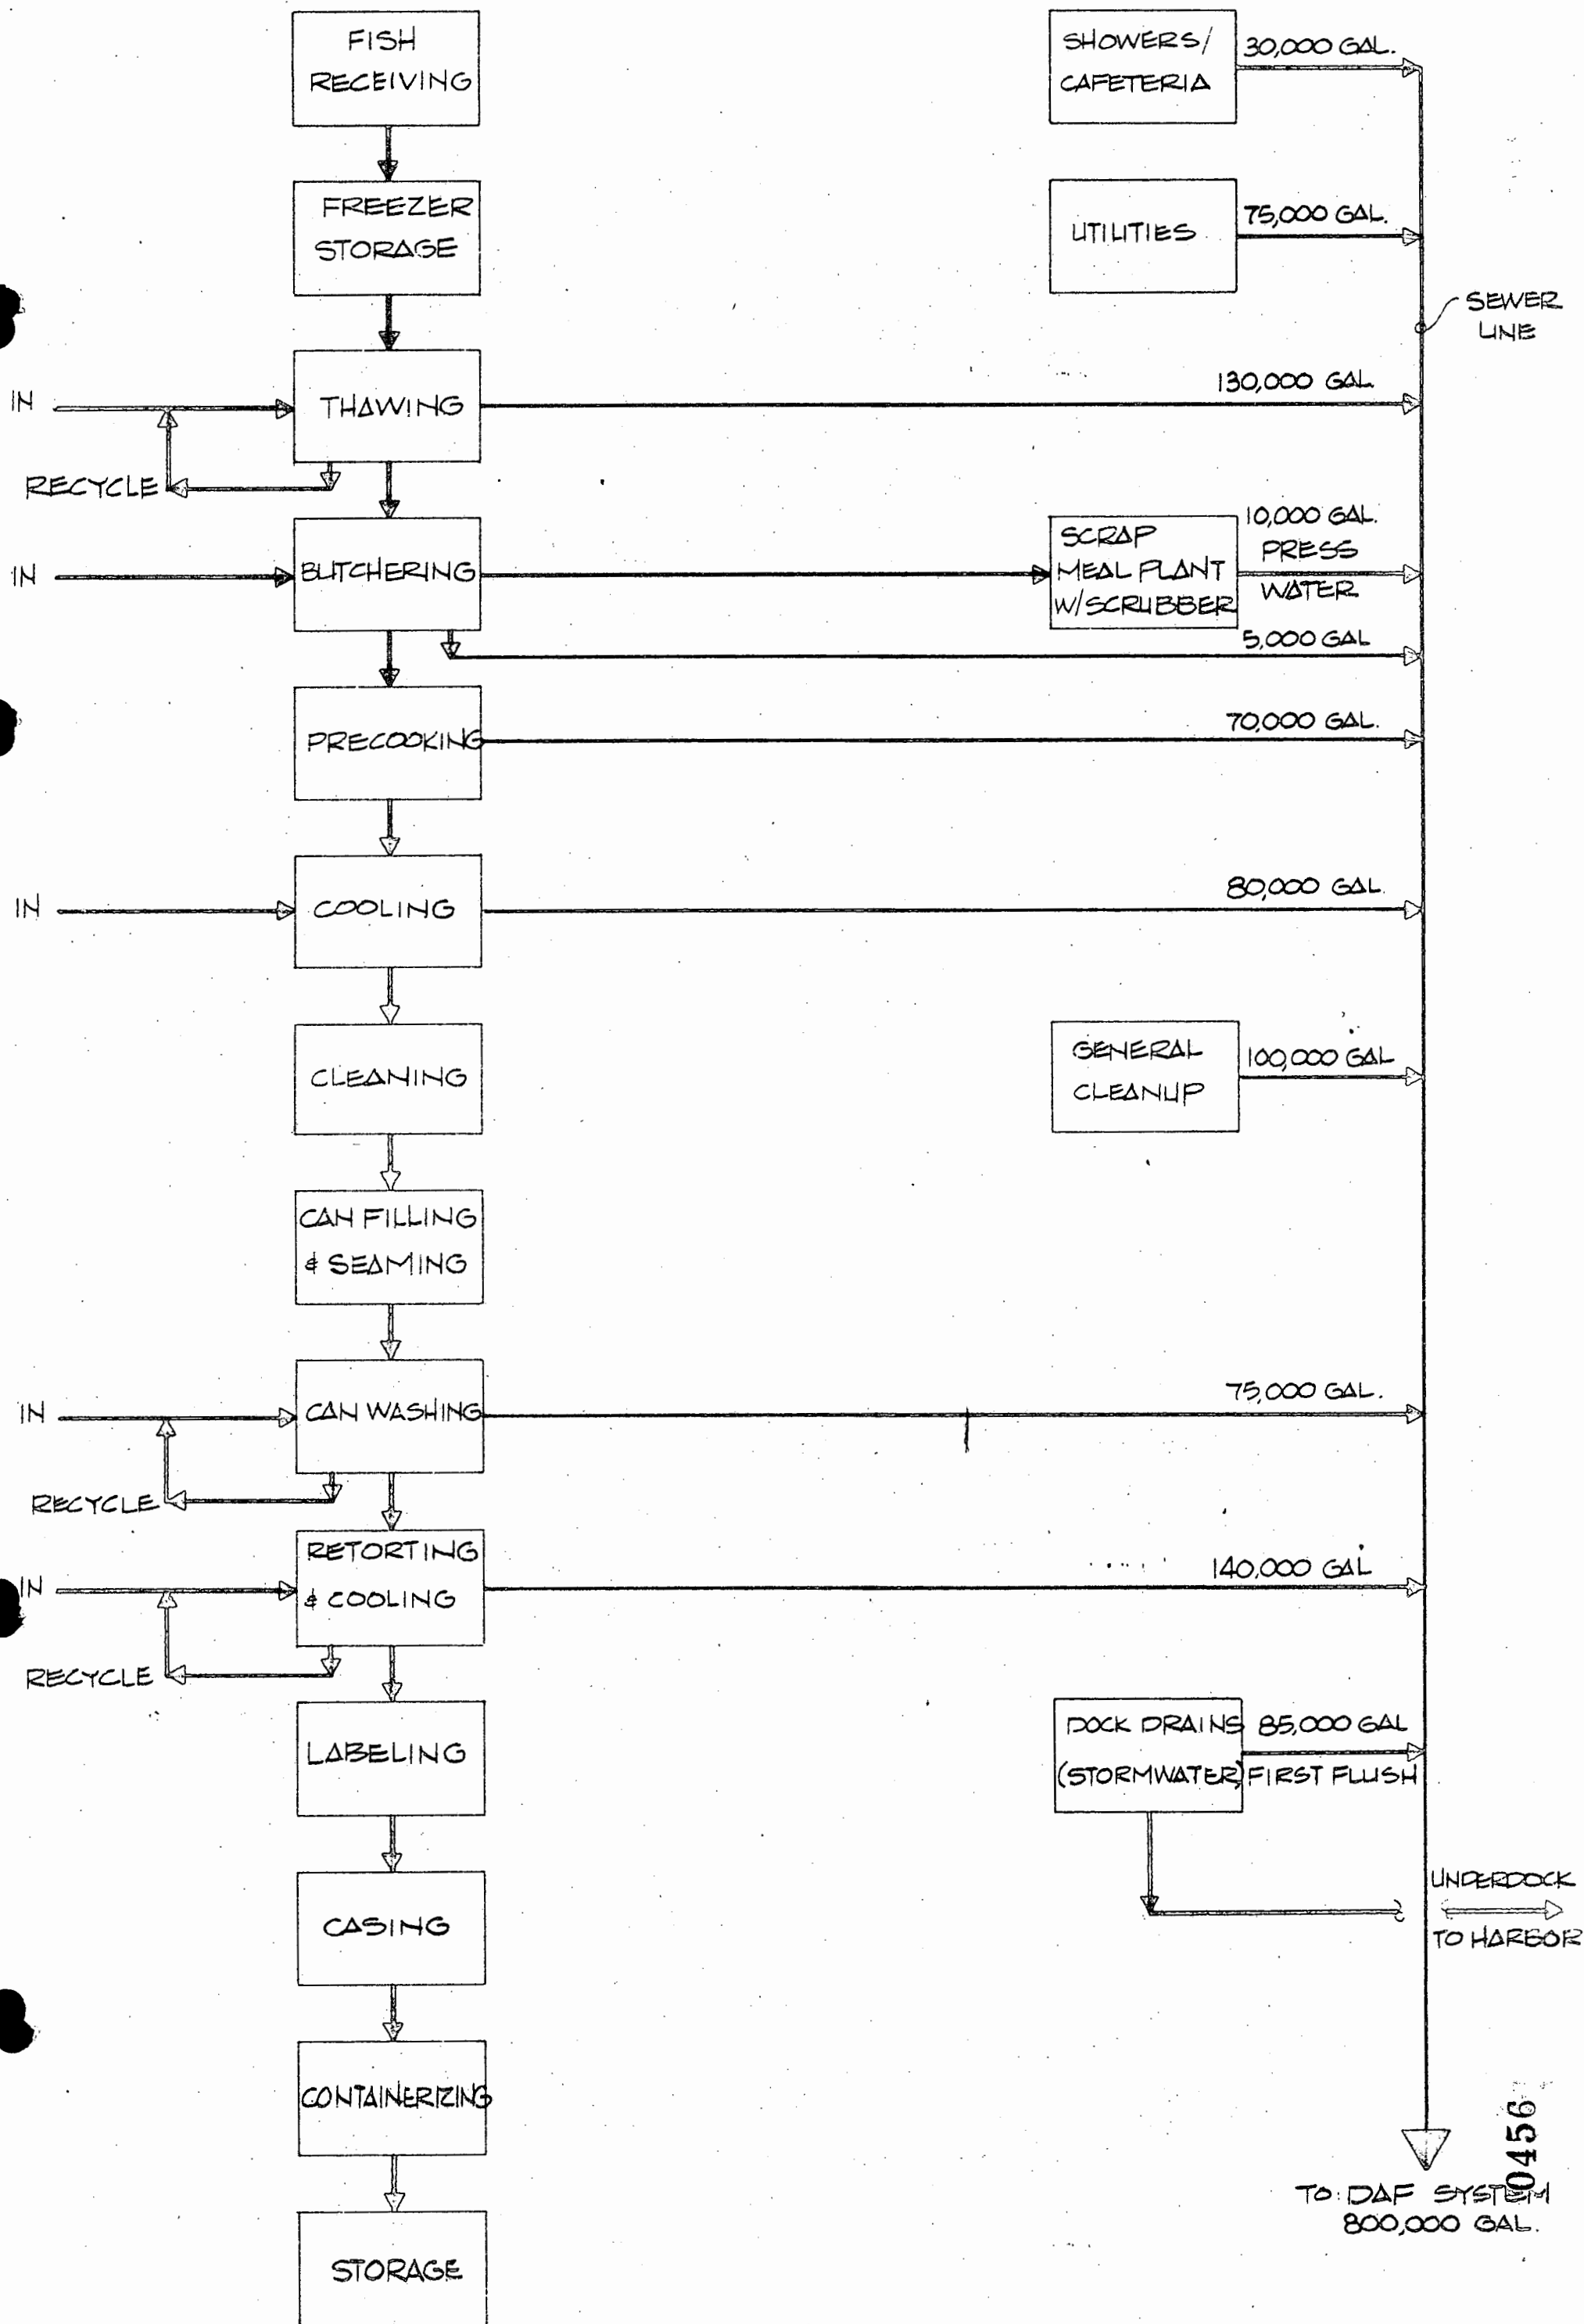 FISH
RECEIVING
SHOWERS/
CAFETERIA
30,000 GAL.
FREEZER
STORAGE
UTILITIES
75,000 GAL.
SEWER
LINE
IN
THAWING
130,000 GAL
RECYCLE
IN
BUTCHERING
SCRAP
MEAL PLANT
W/SCRUBBER
10,000 GAL.
PRESS
WATER
5,000 GAL
PRECOOKING
70,000 GAL.
IN
COOLING
80,000 GAL.
CLEANING
GENERAL
CLEANUP
100,000 GAL
CAN FILLING
& SEAMING
IN
CAN WASHING
75,000 GAL.
RECYCLE
IN
RETORTING
& COOLING
140,000 GAL
RECYCLE
LABELING
DOCK DRAINS
(STORMWATER)
85,000 GAL
FIRST FLUSH
CASING
UNDERDOCK
TO HARBOR
CONTAINERIZING
STORAGE
TO: DAF SYSTEM
800,000 GAL.
0456